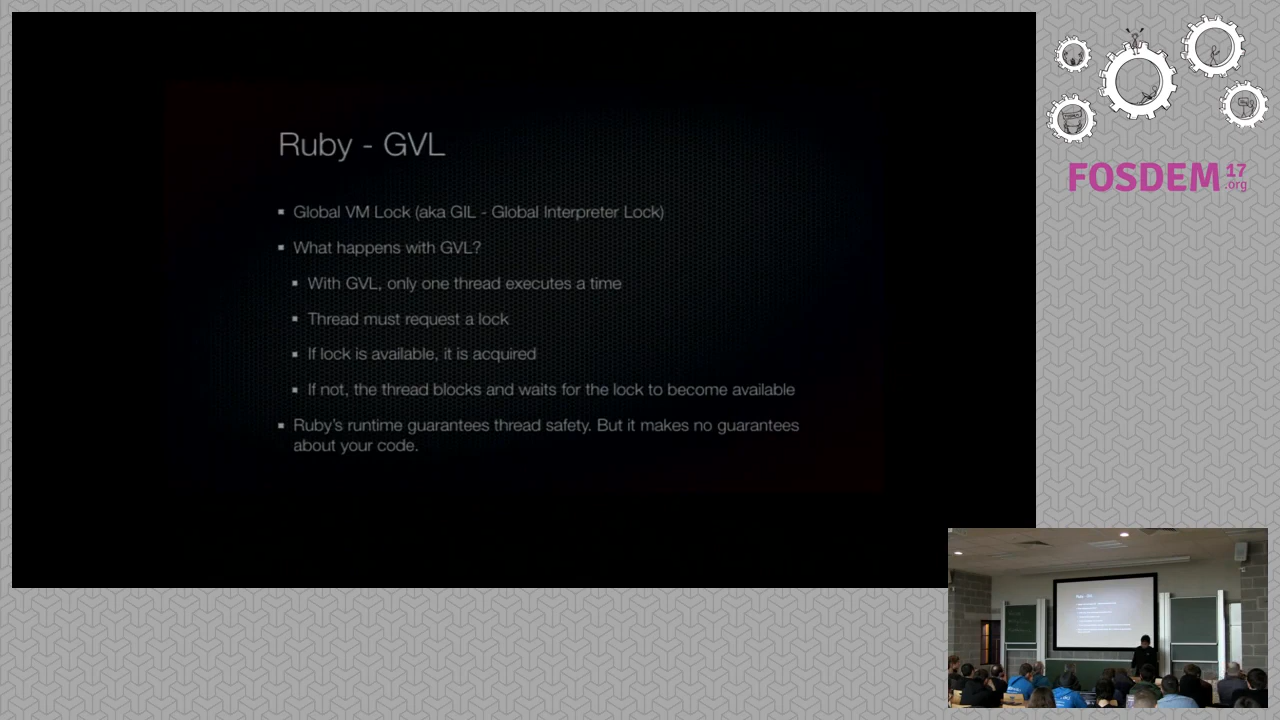 Ruby - GVL
Global VM Lock (aka GIL - Global Interpreter Lock)
What happens with GVL?
With GVL, only one thread executes a time
Thread must request a lock
If lock is available, it is acquired
If not, the thread blocks and waits for the lock to become available
Ruby's runtime guarantees thread safety. But it makes no guarantees
about your code.
FOSDEM 17
.org